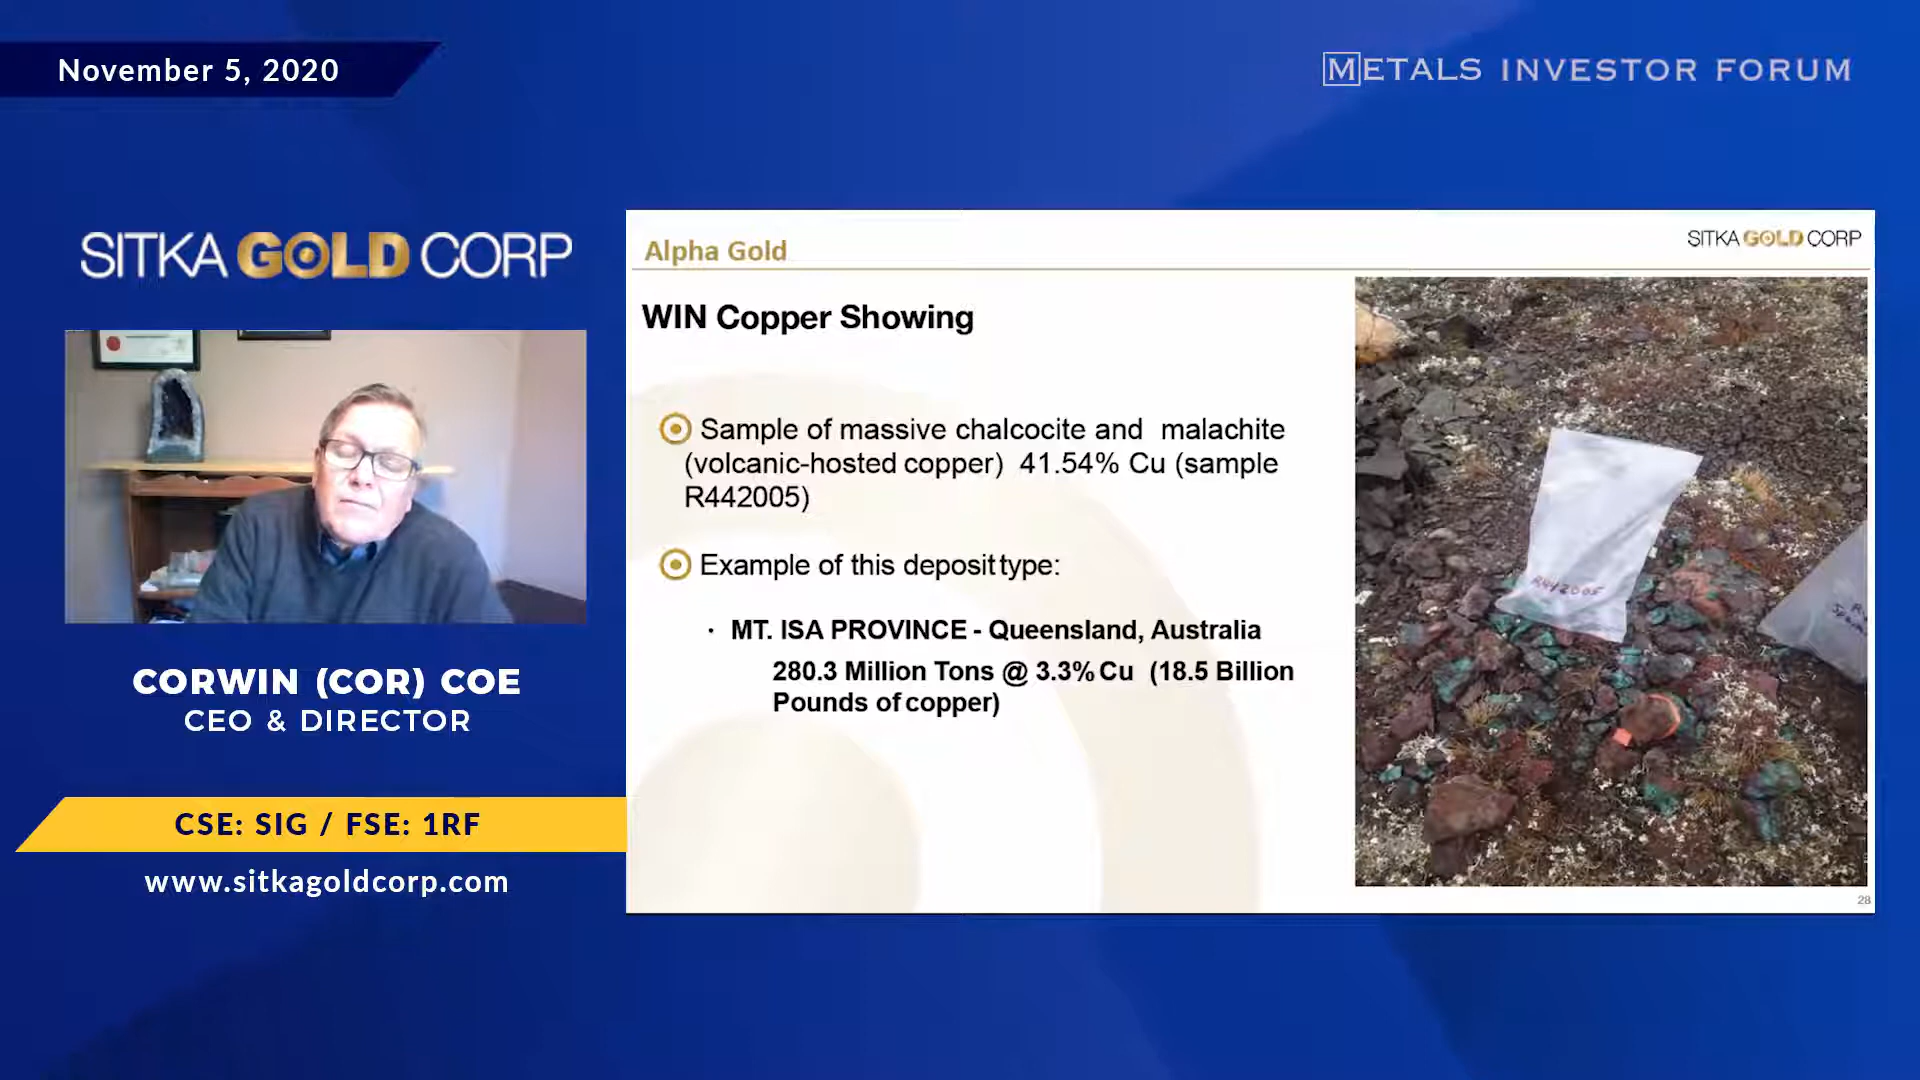 November 5, 2020
METALS INVESTOR FORUM
SITKA GOLD CORP
Alpha Gold
SITKA GOLD CORP
WIN Copper Showing
Sample of massive chalcocite and malachite
(volcanic-hosted copper) 41.54% Cu (sample
R442005)
Example of this deposit type:
· MT. ISA PROVINCE - Queensland, Australia
280.3 Million Tons @ 3.3% Cu (18.5 Billion
Pounds of copper)
R442005
CORWIN (COR) COE
CEO & DIRECTOR
CSE: SIG / FSE: 1RF
www.sitkagoldcorp.com
28